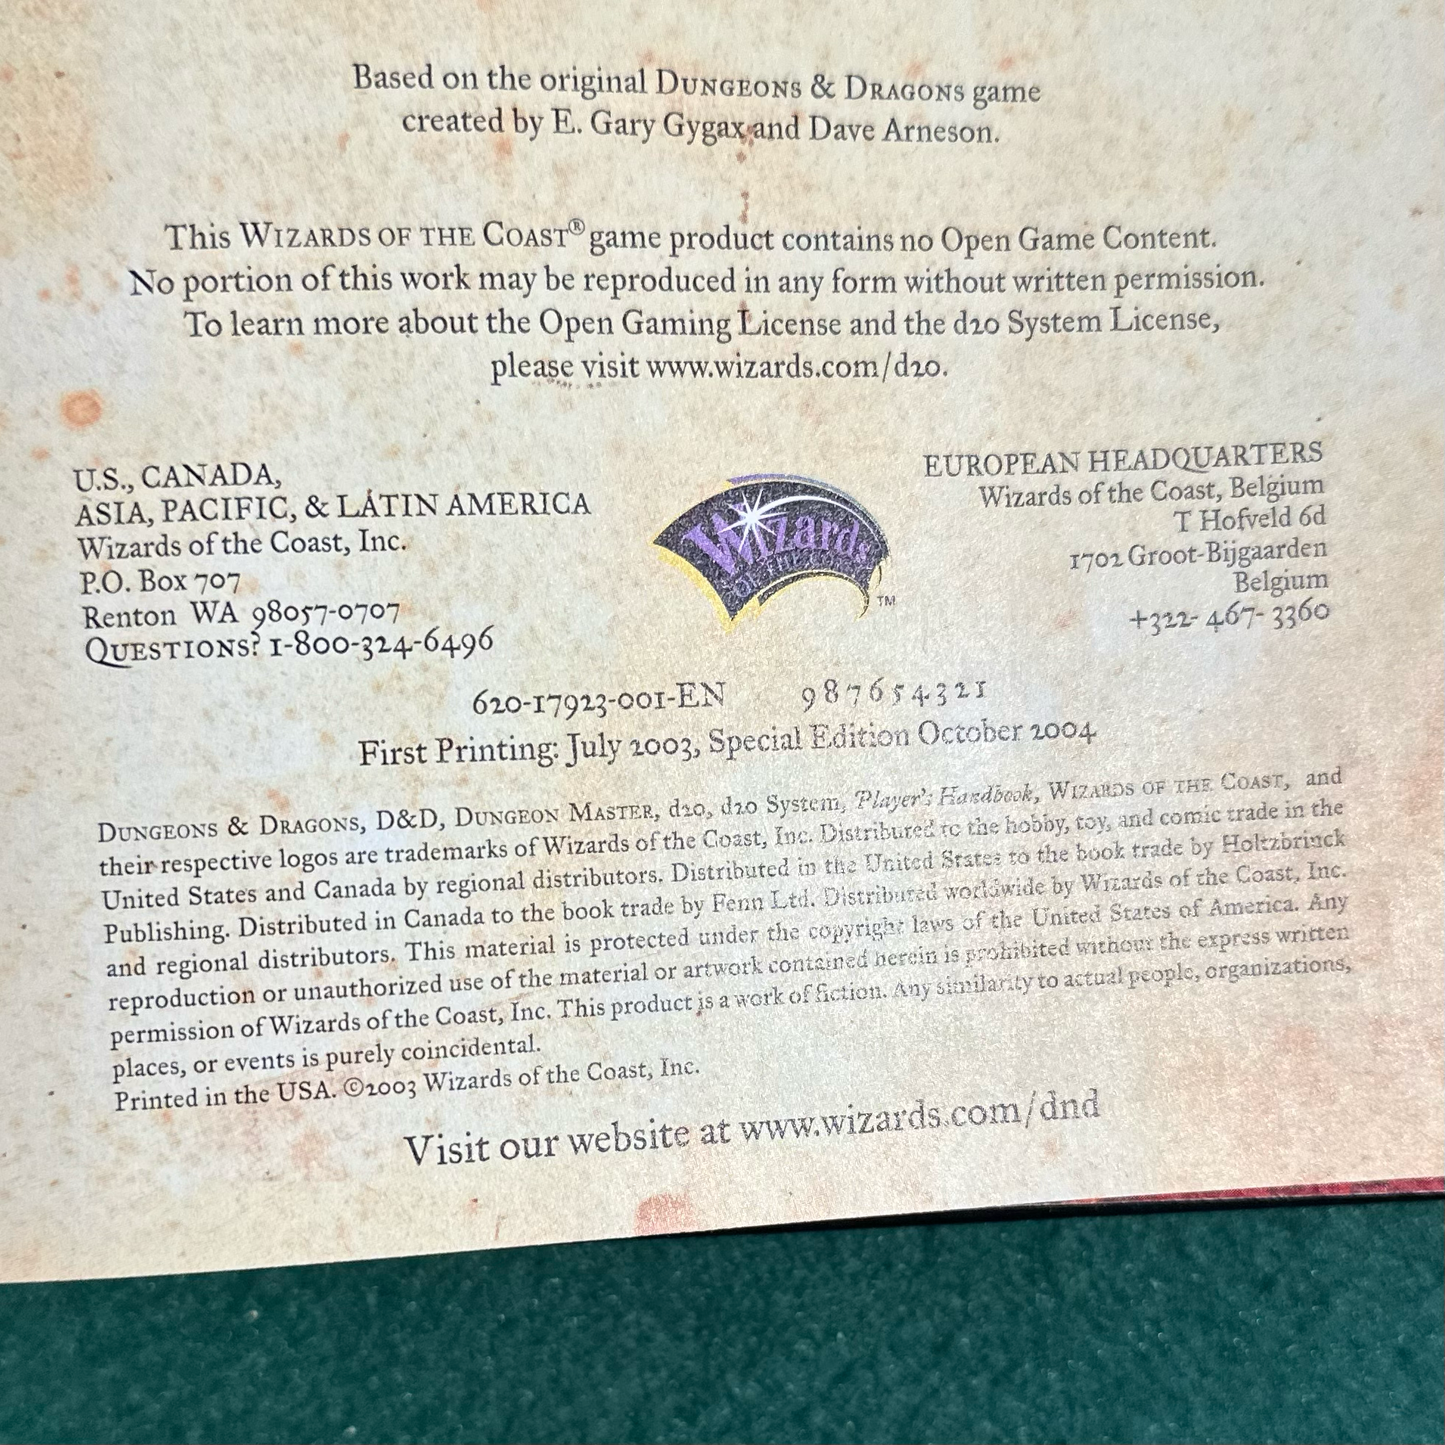 Based on the original DUNGEONS & DRAGONS game
created by E. Gary Gygax and Dave Arneson.
This WIZARDS OF THE COAST® game product contains no Open Game Content.
No portion of this work may be reproduced in any form without written permission.
To learn more about the Open Gaming License and the d20 System License,
please visit www.wizards.com/d20.
U.S., CANADA,
ASIA, PACIFIC, & LATIN AMERICA
Wizards of the Coast, Inc.
P.O. Box 707
Renton WA 98057-0707
QUESTIONS? 1-800-324-6496
Wizards
OF THE COAST
TM
EUROPEAN HEADQUARTERS
Wizards of the Coast, Belgium
T Hofveld 6d
1702 Groot-Bijgaarden
Belgium
+322- 467- 3360
620-17923-001-EN 9 8 7 6 5 4 3 2 1
First Printing: July 2003, Special Edition October 2004
DUNGEONS & DRAGONS, D&D, DUNGEON MASTER, d20, d20 System, Player's Handbook, WIZARDS OF THE COAST, and
their respective logos are trademarks of Wizards of the Coast, Inc. Distributed to the hobby, toy, and comic trade in the
United States and Canada by regional distributors. Distributed in the United States to the book trade by Holtzbrinck
Publishing. Distributed in Canada to the book trade by Fenn Ltd. Distributed worldwide by Wizards of the Coast, Inc.
and regional distributors. This material is protected under the copyright laws of the United States of America. Any
reproduction or unauthorized use of the material or artwork contained herein is prohibited without the express written
permission of Wizards of the Coast, Inc. This product is a work of fiction. Any similarity to actual people, organizations,
places, or events is purely coincidental.
Printed in the USA. ©2003 Wizards of the Coast, Inc.
Visit our website at www.wizards.com/dnd